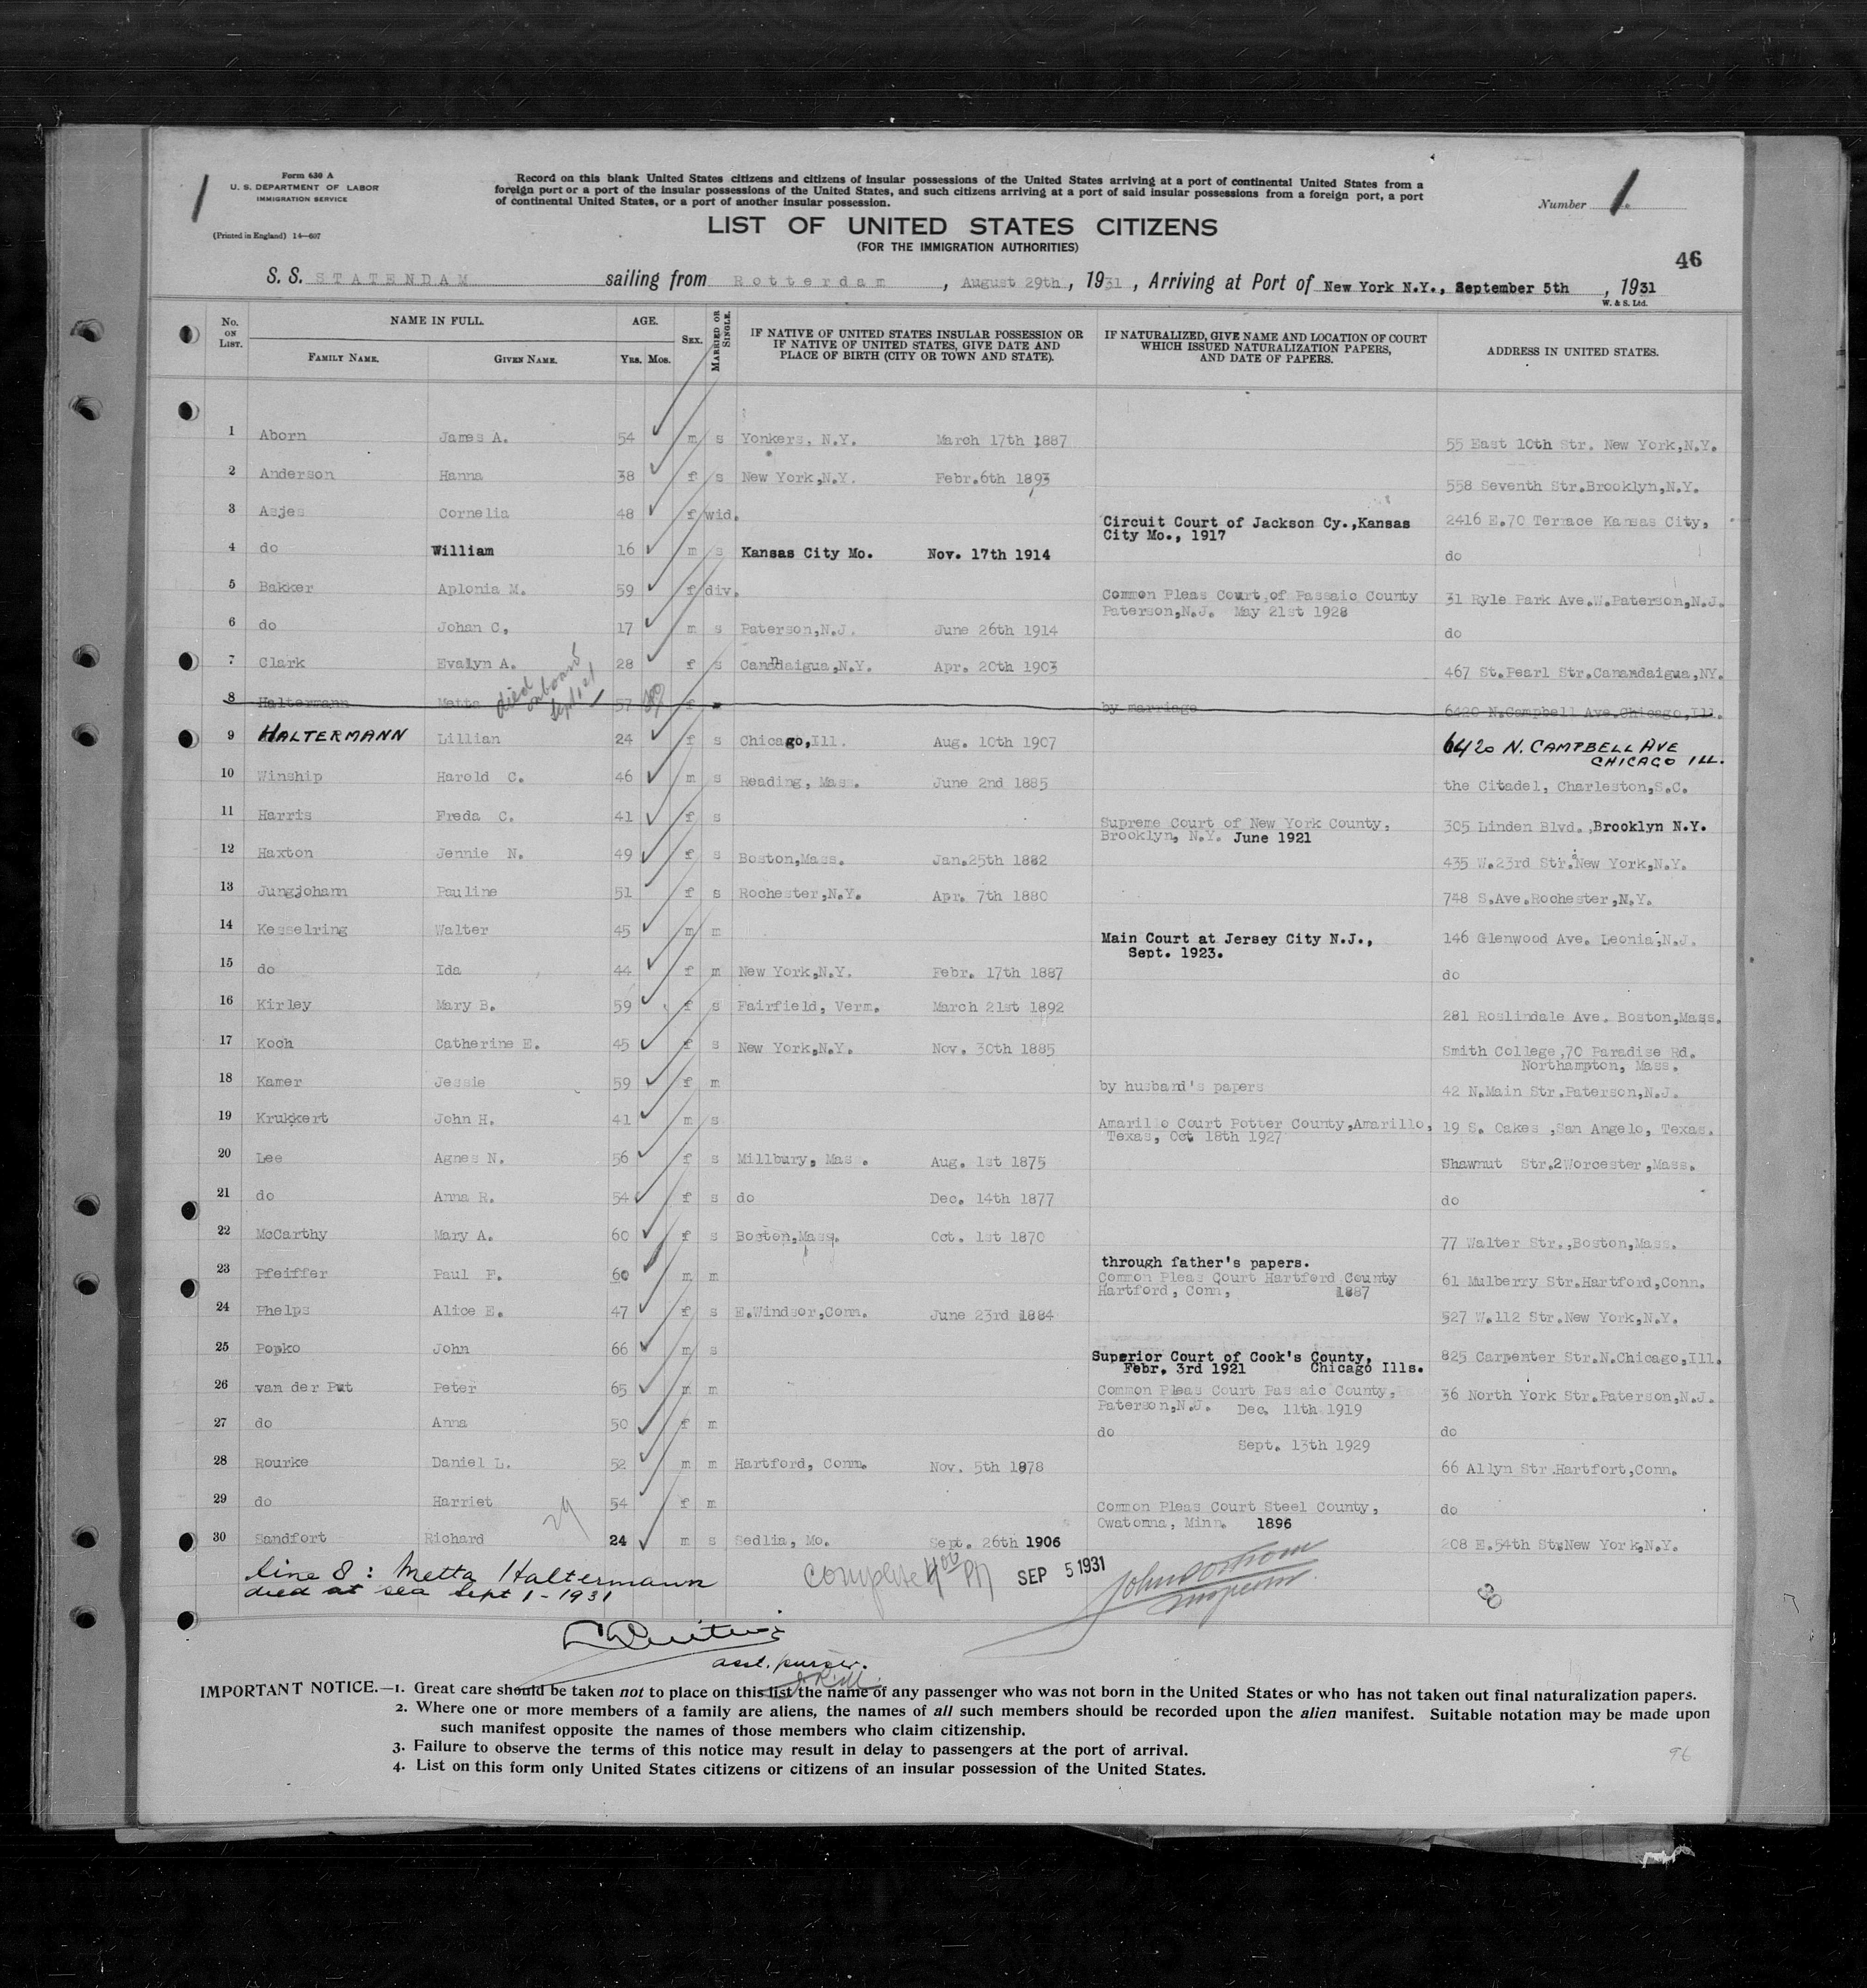 Form 630 A
U. S. DEPARTMENT OF LABOR
IMMIGRATION SERVICE
(Printed in England) 14—607
Record on this blank United States citizens and citizens of insular possessions of the United States arriving at a port of continental United States from a
foreign port or a port of the insular possessions of the United States, and such citizens arriving at a port of said insular possessions from a foreign port, a port
of continental United States, or a port of another insular possession.
Number 1
LIST OF UNITED STATES CITIZENS
(FOR THE IMMIGRATION AUTHORITIES)
46
S. S. STATENDAM sailing from Rotterdam , August 29th , 1931 , Arriving at Port of New York N.Y., September 5th , 1931
W. & S. Ltd.
No. ON LIST. NAME IN FULL. AGE. SEX. MARRIED OR SINGLE. IF NATIVE OF UNITED STATES INSULAR POSSESSION OR IF NATIVE OF UNITED STATES, GIVE DATE AND PLACE OF BIRTH (CITY OR TOWN AND STATE). IF NATURALIZED, GIVE NAME AND LOCATION OF COURT WHICH ISSUED NATURALIZATION PAPERS, AND DATE OF PAPERS. ADDRESS IN UNITED STATES.
FAMILY NAME. GIVEN NAME. YRS. MOS.
1 Aborn James A. 54 m s Yonkers, N.Y. March 17th 1887 55 East 10th Str. New York,N.Y.
2 Anderson Hanna 38 f s New York,N.Y. Febr.6th 1893 558 Seventh Str.Brooklyn,N.Y.
3 Asjes Cornelia 48 f wid. Circuit Court of Jackson Cy.,Kansas City Mo., 1917 2416 E.70 Terrace Kansas City,
4 do William 16 m s Kansas City Mo. Nov. 17th 1914 do
5 Bakker Aplonia M. 59 f div. Common Pleas Court of Passaic County Paterson,N.J. May 21st 1928 31 Ryle Park Ave.W.Paterson,N.J.
6 do Johan C, 17 m s Paterson,N.J. June 26th 1914 do
7 Clark Evalyn A. 28 f s Canandaigua,N.Y. Apr. 20th 1903 467 St.Pearl Str.Canandaigua,NY.
8 Haltermann Metta died onboard Sept 1st 57 f by marriage 6420 N.Campbell Ave.Chicago,Ill.
9 HALTERMANN Lillian 24 f s Chicago,Ill. Aug. 10th 1907 6420 N. CAMPBELL AVE CHICAGO ILL.
10 Winship Harold C. 46 m s Reading, Mass. June 2nd 1885 the Citadel, Charleston,S.C.
11 Harris Freda C. 41 f s Supreme Court of New York County, Brooklyn, N.Y. June 1921 305 Linden Blvd.,Brooklyn N.Y.
12 Haxton Jennie N. 49 f s Boston,Mass. Jan.25th 1882 435 W.23rd Str.New York,N.Y.
13 Jungjohann Pauline 51 f s Rochester,N.Y. Apr. 7th 1880 748 S.Ave.Rochester,N.Y.
14 Kesselring Walter 45 m m Main Court at Jersey City N.J., Sept. 1923. 146 Glenwood Ave. Leonia,N.J.
15 do Ida 44 f m New York,N.Y. Febr. 17th 1887 do
16 Kirley Mary B. 59 f s Fairfield, Verm. March 21st 1892 281 Roslindale Ave. Boston,Mass.
17 Koch Catherine E. 45 f s New York,N.Y. Nov. 30th 1885 Smith College,70 Paradise Rd. Northampton, Mass.
18 Kamer Jessie 59 f m by husband's papers 42 N.Main Str.Paterson,N.J.
19 Krukkert John H. 41 m s Amarillo Court Potter County,Amarillo, Texas, Oct 18th 1927 19 S. Oakes ,San Angelo, Texas.
20 Lee Agnes N. 56 f s Millbury, Mass. Aug. 1st 1875 Shawmut Str.2Worcester,Mass.
21 do Anna R. 54 f s do Dec. 14th 1877 do
22 McCarthy Mary A. 60 f s Boston,Mass. Oct. 1st 1870 77 Walter Str.,Boston,Mass.
23 Pfeiffer Paul F. 60 m m through father's papers. Common Pleas Court Hartford County Hartford, Conn, 1887 61 Mulberry Str.Hartford,Conn.
24 Phelps Alice E. 47 f s E.Windsor,Conn. June 23rd 1884 527 W.112 Str.New York,N.Y.
25 Popko John 66 m s Superior Court of Cook's County, Febr. 3rd 1921 Chicago Ills. 825 Carpenter Str.N.Chicago,Ill.
26 van der Put Peter 65 m m Common Pleas Court Passaic County, Paterson,N.J. Dec. 11th 1919 36 North York Str.Paterson,N.J.
27 do Anna 50 f m do Sept. 13th 1929 do
28 Rourke Daniel L. 52 m m Hartford, Conn. Nov. 5th 1878 66 Allyn Str.Hartfort,Conn.
29 do Harriet 54 f m Common Pleas Court Steel County, Owatonna, Minn. 1896 do
30 Sandfort Richard 24 m s Sedlia, Mo. Sept. 26th 1906 208 E.54th Str.New York,N.Y.
line 8 : Metta Haltermann
died at sea Sept 1 - 1931
Complete SEP 5 1931
Inspector
30
asst. purser.
IMPORTANT NOTICE.—1. Great care should be taken not to place on this list the name of any passenger who was not born in the United States or who has not taken out final naturalization papers.
2. Where one or more members of a family are aliens, the names of all such members should be recorded upon the alien manifest. Suitable notation may be made upon
such manifest opposite the names of those members who claim citizenship.
3. Failure to observe the terms of this notice may result in delay to passengers at the port of arrival.
4. List on this form only United States citizens or citizens of an insular possession of the United States.
96